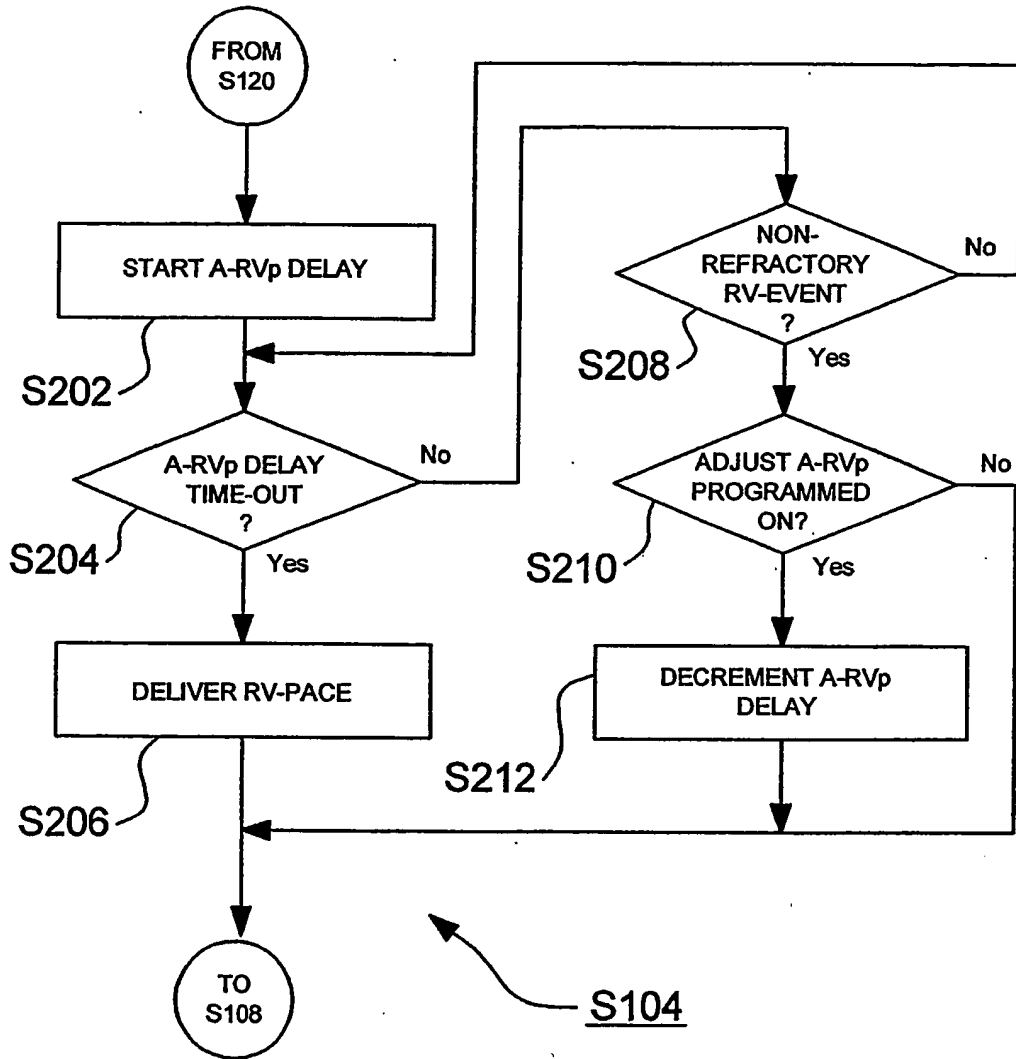 FROM
S120
START A-RVp DELAY
S202
A-RVp DELAY
TIME-OUT
?
No
S204
Yes
DELIVER RV-PACE
S206
TO
S108
NON-
REFRACTORY
RV-EVENT
?
No
S208
Yes
ADJUST A-RVp
PROGRAMMED
ON?
No
S210
Yes
DECREMENT A-RVp
DELAY
S212
S104